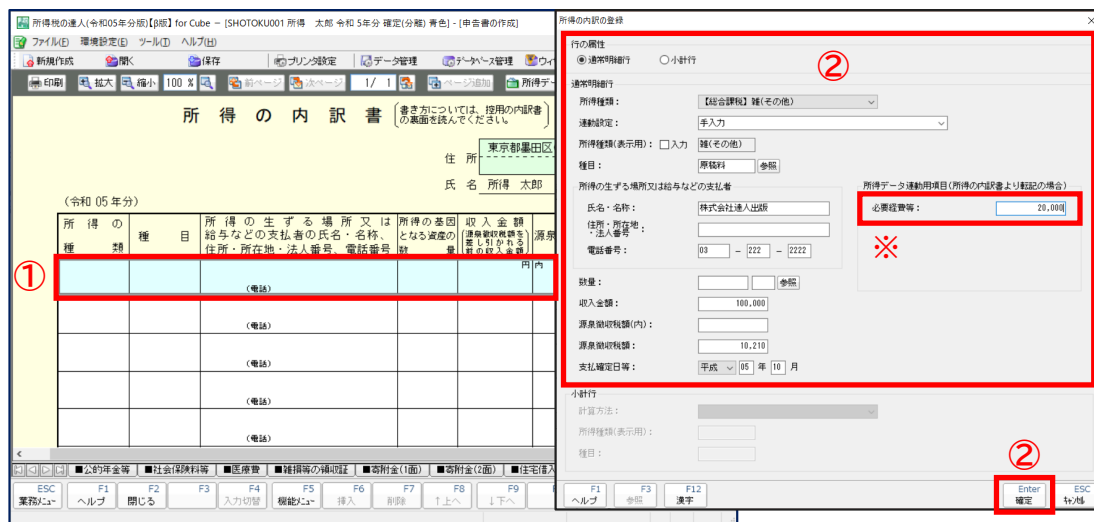 所得税の達人(令和05年分版)【β版】 for Cube － [SHOTOKU001 所得　太郎 令和 5年分 確定(分離) 青色] - [申告書の作成]
ファイル(F)　環境設定(E)　ツール(T)　ヘルプ(H)
新規作成　開く　保存　プリンタ設定　データ管理　データベース管理　ウィ
印刷　拡大　縮小　100 %　前ページ　次ページ　1/　1　ページ追加　所得デー
所　得　の　内　訳　書
書き方については、控用の内訳書
の裏面を読んでください。
住　所　東京都墨田区
氏　名　所得　太郎
(令和 05 年分)
所　得　の
種　　　類
種　　　目
所　得　の　生　ず　る　場　所　又　は
給与などの支払者の氏名・名称、
住所・所在地・法人番号、電話番号
所得の基因
となる資産の
数　　　量
収　入　金　額
源泉徴収税額を
差し引かれる
前の収入金額
源泉
①
円
内
(電話)
(電話)
(電話)
(電話)
(電話)
■公的年金等　■社会保険料等　■医療費　■雑損等の領収証　■寄附金(1面)　■寄附金(2面)　■住宅借入
ESC　F1　F2　F3　F4　F5　F6　F7　F8　F9
業務ﾒﾆｭｰ　ヘルプ　閉じる　入力切替　機能ﾒﾆｭｰ　挿入　削除　↑上へ　↓下へ
所得の内訳の登録
行の属性
通常明細行　小計行
②
通常明細行
所得種類：　【総合課税】雑(その他)
連動設定：　手入力
所得種類(表示用)：　入力　雑(その他)
種目：　原稿料　参照
所得の生ずる場所又は給与などの支払者
氏名・名称：　株式会社達人出版
住所・所在地
・法人番号：
電話番号：　03　－　222　－　2222
所得データ連動用項目(所得の内訳書より転記の場合)
必要経費等：　20,000
※
数量：　参照
収入金額：　100,000
源泉徴収税額(内)：
源泉徴収税額：　10,210
支払確定日等：　平成　05　年　10　月
小計行
計算方法：
所得種類(表示用)：
種目：
②
F1　F3　F12　Enter　ESC
ヘルプ　参照　漢字　確定　ｷｬﾝｾﾙ